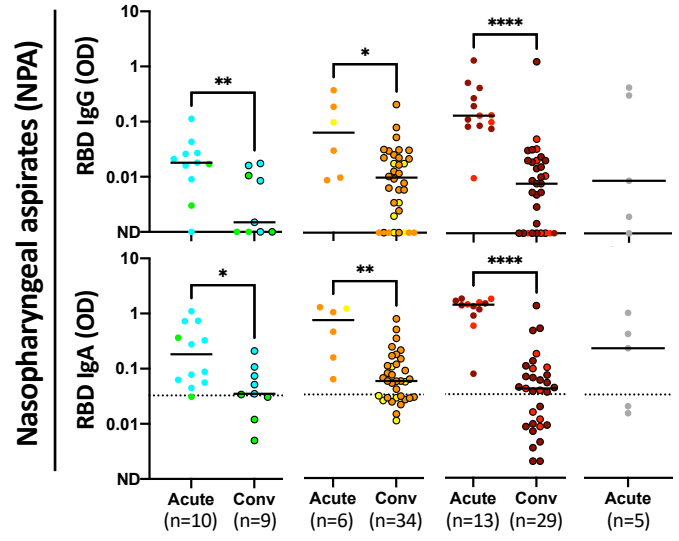 Nasopharyngeal aspirates (NPA)
RBD IgG (OD)
10
1
0.1
0.01
ND
**
*
****
RBD IgA (OD)
10
1
0.1
0.01
ND
*
**
****
Acute Conv Acute Conv Acute Conv Acute
(n=10) (n=9) (n=6) (n=34) (n=13) (n=29) (n=5)